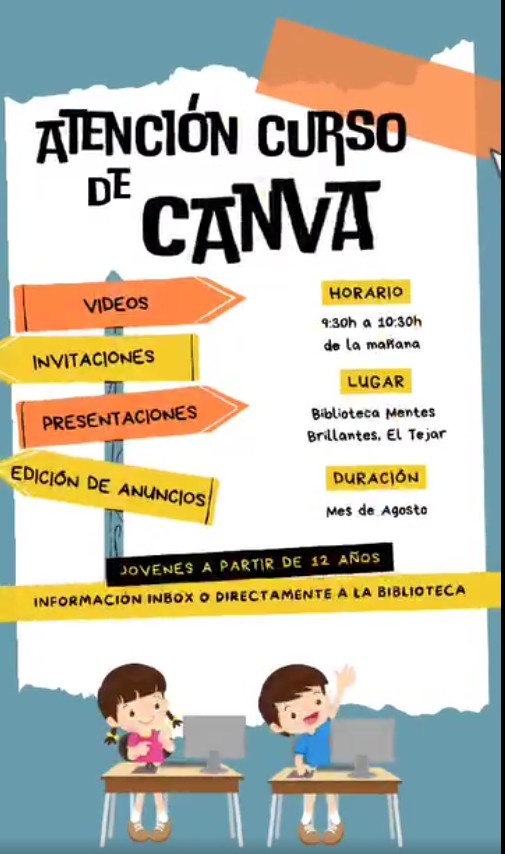 ATENCIÓN CURSO
DE
CANVA
VIDEOS
INVITACIONES
PRESENTACIONES
EDICIÓN DE ANUNCIOS
HORARIO
9:30h a 10:30h
de la mañana
LUGAR
Biblioteca Mentes
Brillantes, El Tejar
DURACIÓN
Mes de Agosto
JOVENES A PARTIR DE 12 AÑOS
INFORMACIÓN INBOX O DIRECTAMENTE A LA BIBLIOTECA